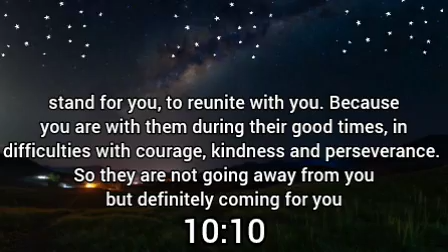 stand for you, to reunite with you. Because
you are with them during their good times, in
difficulties with courage, kindness and perseverance.
So they are not going away from you
but definitely coming for you
10:10